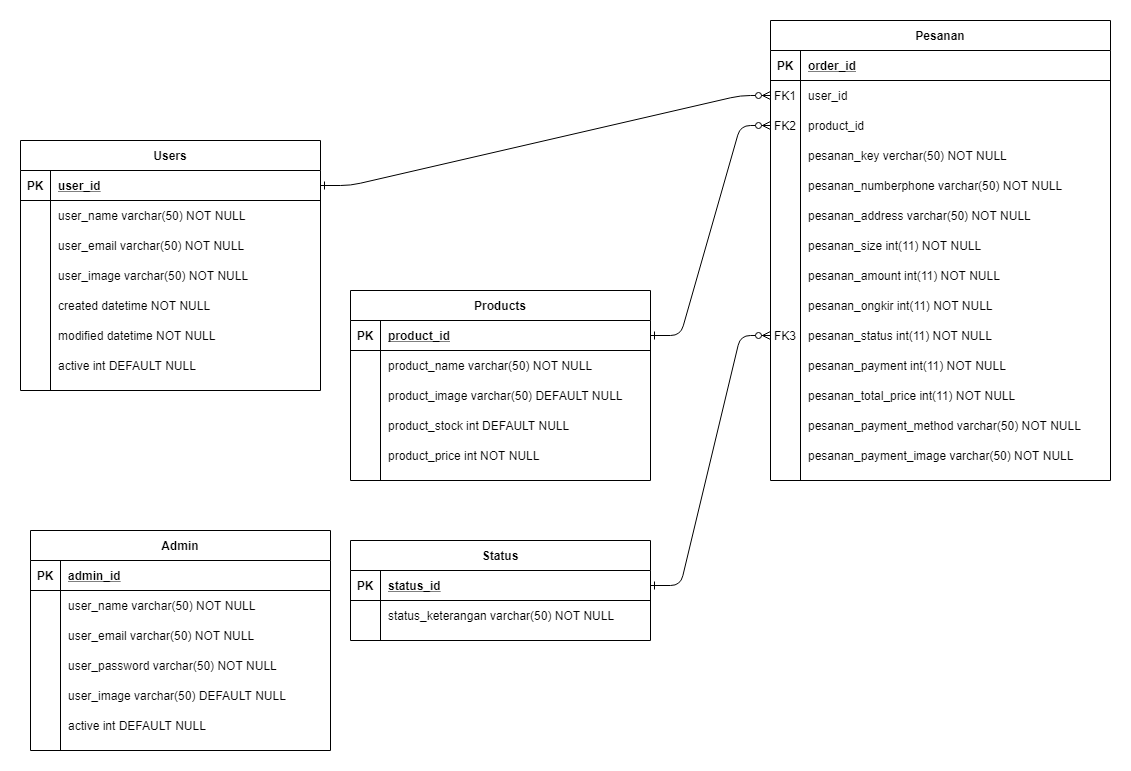 Pesanan
PK order_id
FK1 user_id
FK2 product_id
pesanan_key verchar(50) NOT NULL
pesanan_numberphone varchar(50) NOT NULL
pesanan_address varchar(50) NOT NULL
pesanan_size int(11) NOT NULL
pesanan_amount int(11) NOT NULL
pesanan_ongkir int(11) NOT NULL
FK3 pesanan_status int(11) NOT NULL
pesanan_payment int(11) NOT NULL
pesanan_total_price int(11) NOT NULL
pesanan_payment_method varchar(50) NOT NULL
pesanan_payment_image varchar(50) NOT NULL
Users
PK user_id
user_name varchar(50) NOT NULL
user_email varchar(50) NOT NULL
user_image varchar(50) NOT NULL
created datetime NOT NULL
modified datetime NOT NULL
active int DEFAULT NULL
Products
PK product_id
product_name varchar(50) NOT NULL
product_image varchar(50) DEFAULT NULL
product_stock int DEFAULT NULL
product_price int NOT NULL
Admin
PK admin_id
user_name varchar(50) NOT NULL
user_email varchar(50) NOT NULL
user_password varchar(50) NOT NULL
user_image varchar(50) DEFAULT NULL
active int DEFAULT NULL
Status
PK status_id
status_keterangan varchar(50) NOT NULL